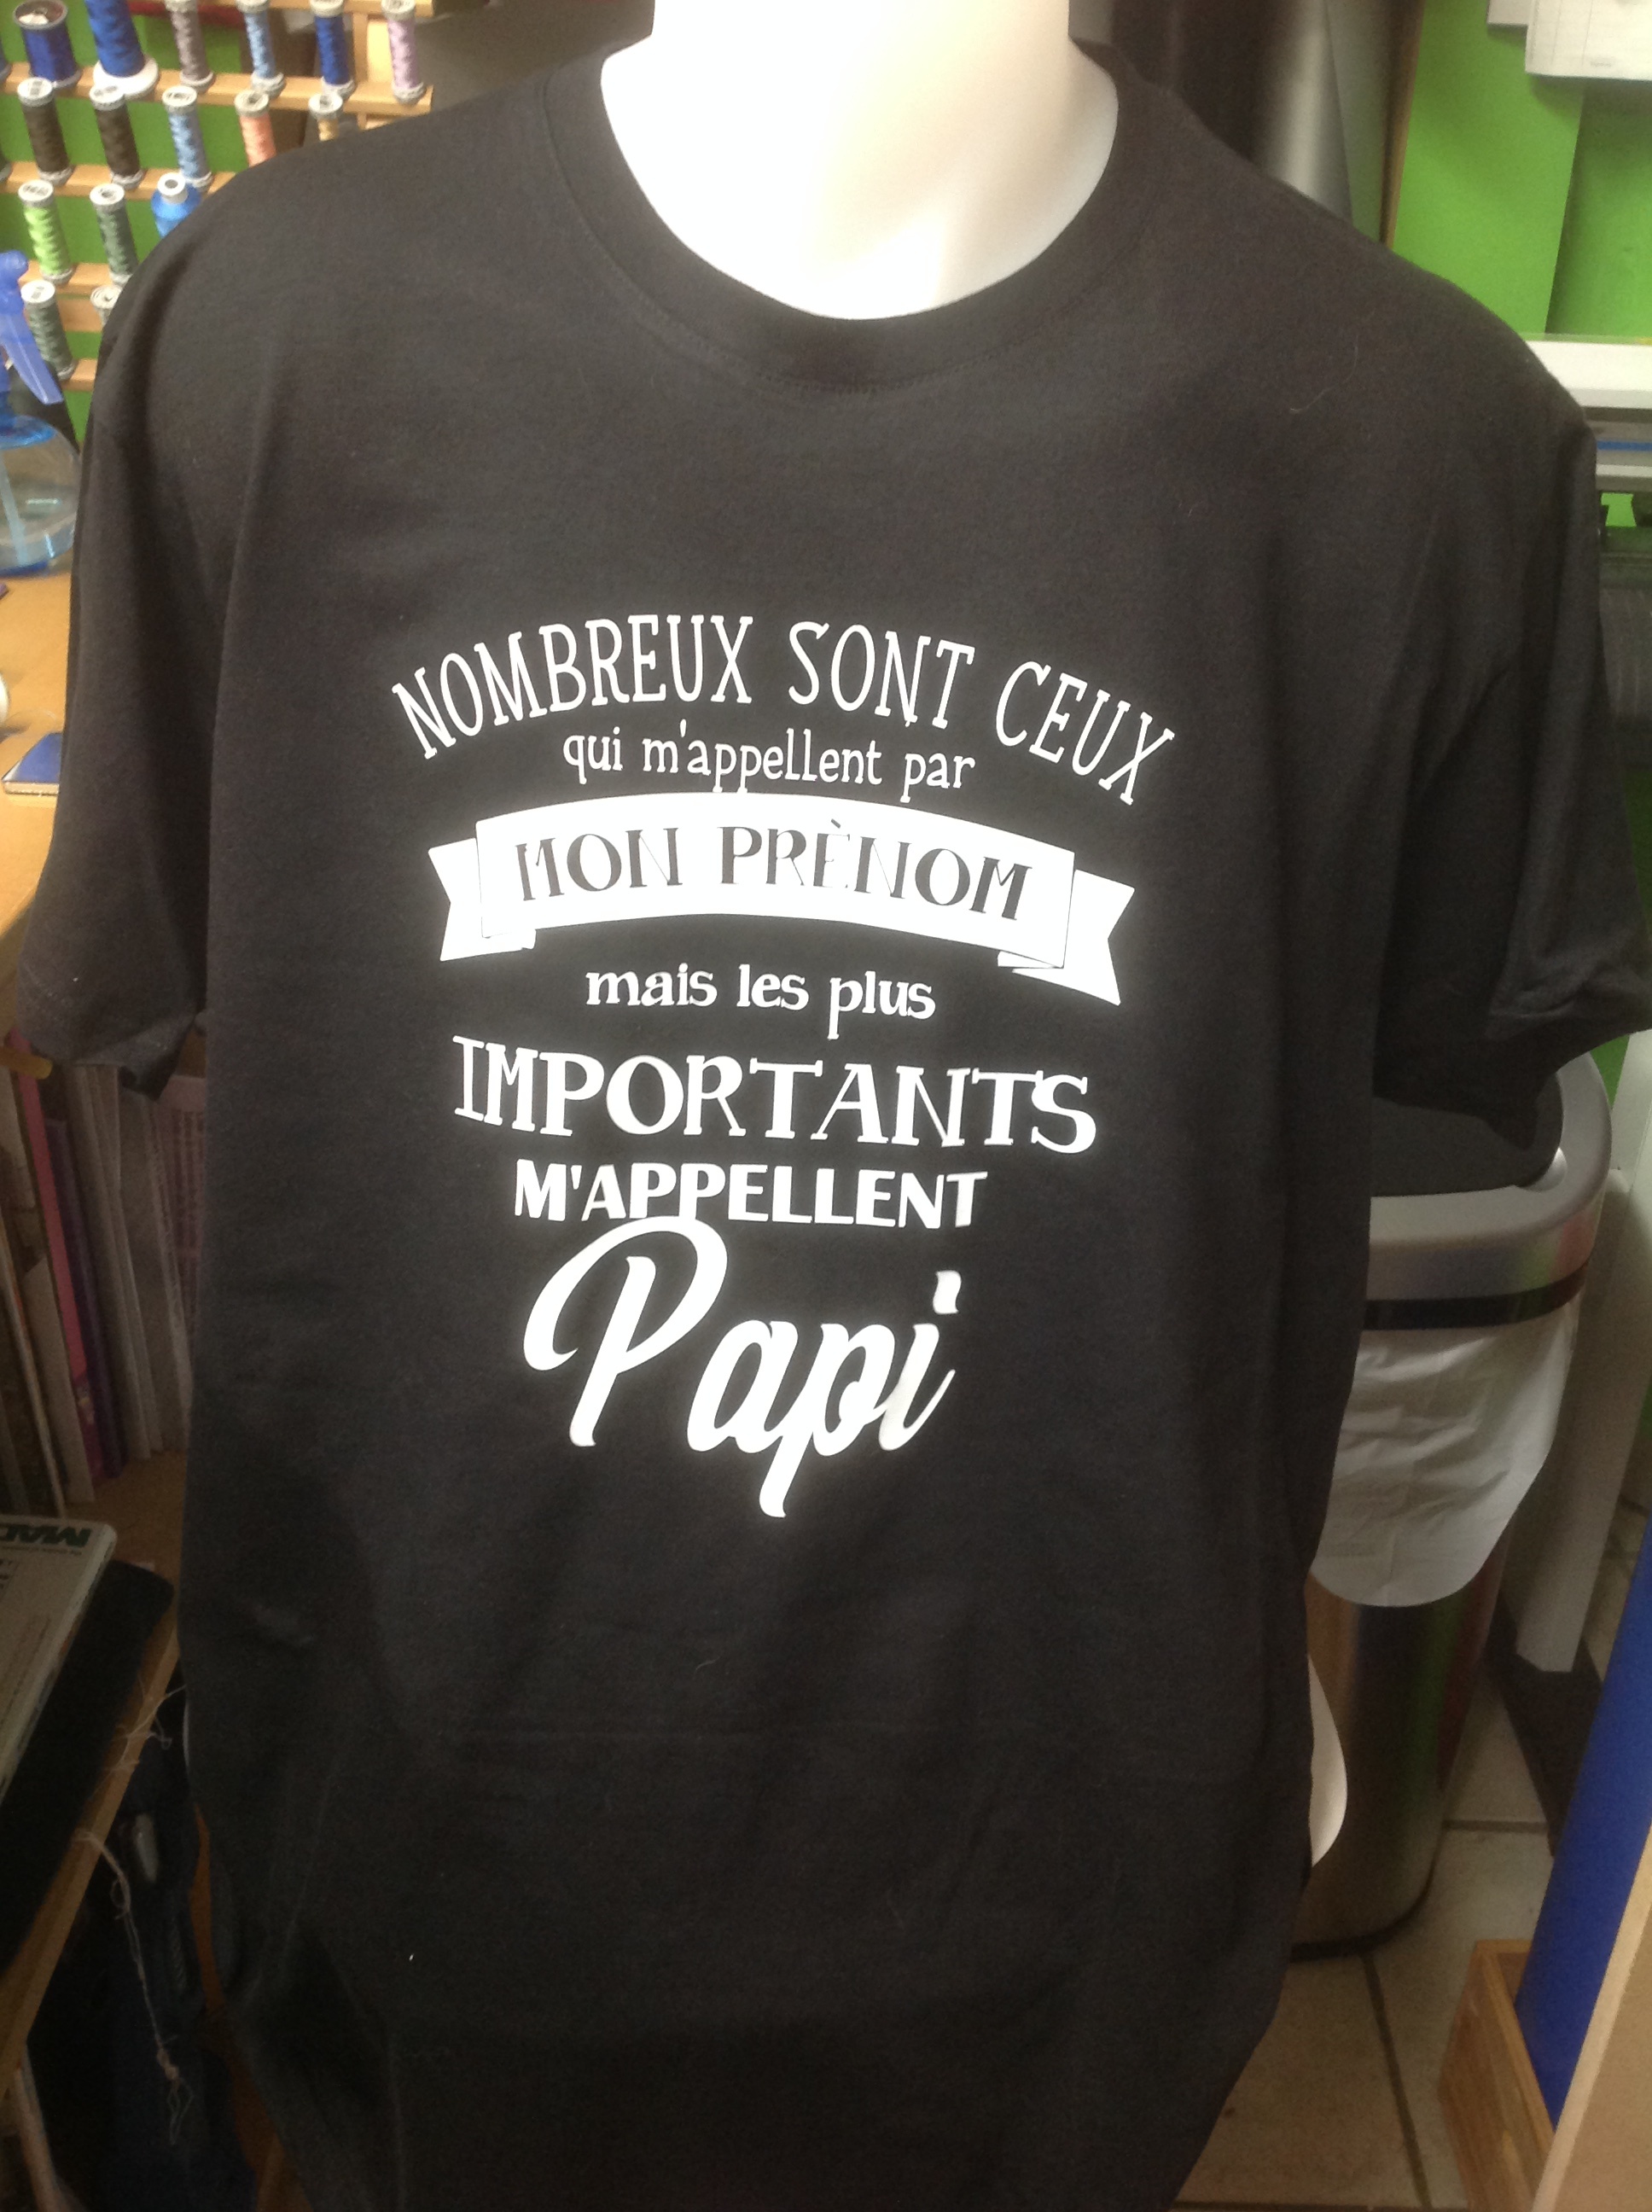 NOMBREUX SONT CEUX
qui m'appellent par
MON PRÈNOM
mais les plus
IMPORTANTS
M'APPELLENT
Papi